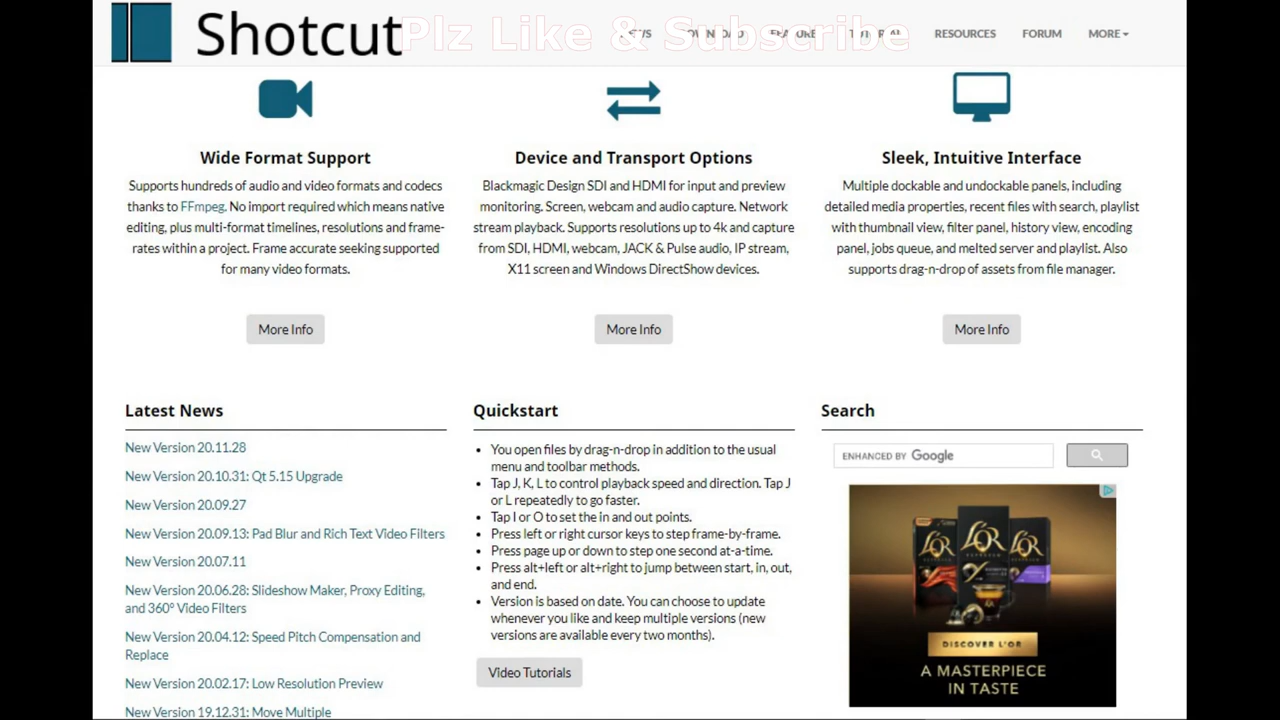 Shotcut
Plz Like & Subscribe
NEWS DOWNLOAD FEATURES TUTORIALS RESOURCES FORUM MORE
Wide Format Support
Supports hundreds of audio and video formats and codecs
thanks to FFmpeg. No import required which means native
editing, plus multi-format timelines, resolutions and frame-
rates within a project. Frame accurate seeking supported
for many video formats.
More Info
Device and Transport Options
Blackmagic Design SDI and HDMI for input and preview
monitoring. Screen, webcam and audio capture. Network
stream playback. Supports resolutions up to 4k and capture
from SDI, HDMI, webcam, JACK & Pulse audio, IP stream,
X11 screen and Windows DirectShow devices.
More Info
Sleek, Intuitive Interface
Multiple dockable and undockable panels, including
detailed media properties, recent files with search, playlist
with thumbnail view, filter panel, history view, encoding
panel, jobs queue, and melted server and playlist. Also
supports drag-n-drop of assets from file manager.
More Info
Latest News
New Version 20.11.28
New Version 20.10.31: Qt 5.15 Upgrade
New Version 20.09.27
New Version 20.09.13: Pad Blur and Rich Text Video Filters
New Version 20.07.11
New Version 20.06.28: Slideshow Maker, Proxy Editing,
and 360° Video Filters
New Version 20.04.12: Speed Pitch Compensation and
Replace
New Version 20.02.17: Low Resolution Preview
New Version 19.12.31: Move Multiple
Quickstart
• You open files by drag-n-drop in addition to the usual
menu and toolbar methods.
• Tap J, K, L to control playback speed and direction. Tap J
or L repeatedly to go faster.
• Tap I or O to set the in and out points.
• Press left or right cursor keys to step frame-by-frame.
• Press page up or down to step one second at-a-time.
• Press alt+left or alt+right to jump between start, in, out,
and end.
• Version is based on date. You can choose to update
whenever you like and keep multiple versions (new
versions are available every two months).
Video Tutorials
Search
ENHANCED BY Google
L'OR
ESPRESSO
L'OR
ESPRESSO
L'OR
DISCOVER L'OR
A MASTERPIECE
IN TASTE